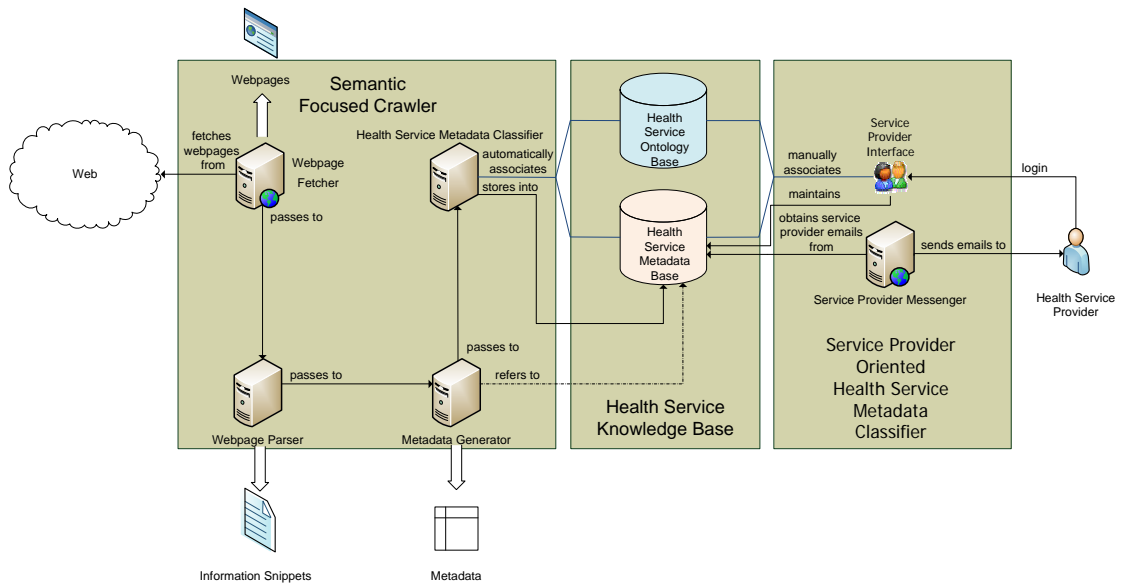 Webpages
Semantic
Focused Crawler
Health Service Metadata Classifier
fetches
webpages
from
Web
Webpage
Fetcher
automatically
associates
stores into
passes to
passes to
passes to
refers to
Webpage Parser
Metadata Generator
Information Snippets
Metadata
Health
Service
Ontology
Base
Health
Service
Metadata
Base
Health Service
Knowledge Base
Service
Provider
Interface
manually
associates
maintains
obtains service
provider emails
from
login
sends emails to
Service Provider Messenger
Health Service
Provider
Service Provider
Oriented
Health Service
Metadata
Classifier